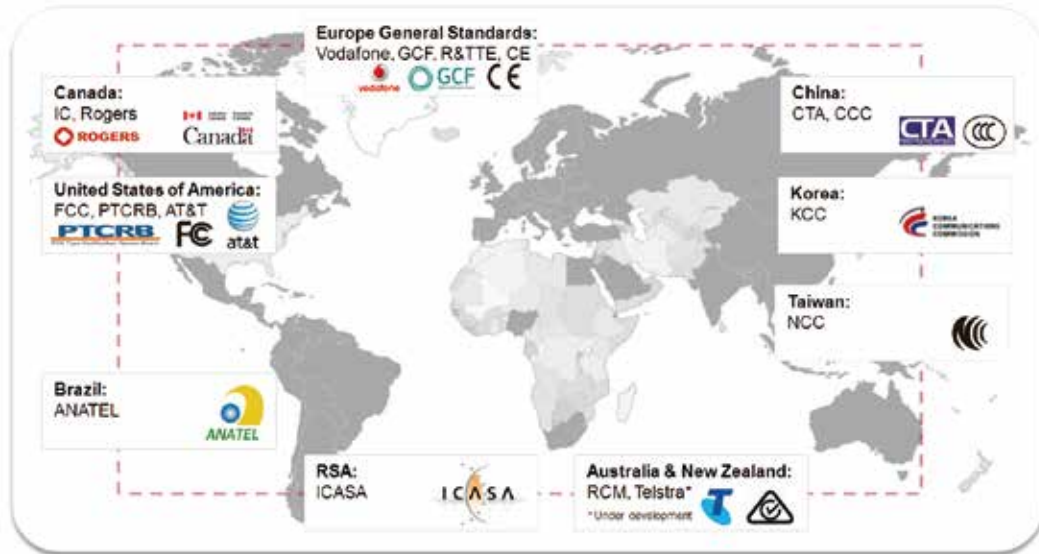 Europe General Standards:
Vodafone, GCF, R&TTE, CE
vodafone
GCF
CE
Canada:
IC, Rogers
ROGERS
Canada
United States of America:
FCC, PTCRB, AT&T
PTCRB
FC
at&t
China:
CTA, CCC
CTA
CCC
Korea:
KCC
KOREA
COMMUNICATIONS
COMMISSION
Taiwan:
NCC
Brazil:
ANATEL
ANATEL
RSA:
ICASA
ICASA
Australia & New Zealand:
RCM, Telstra*
*Under development
T